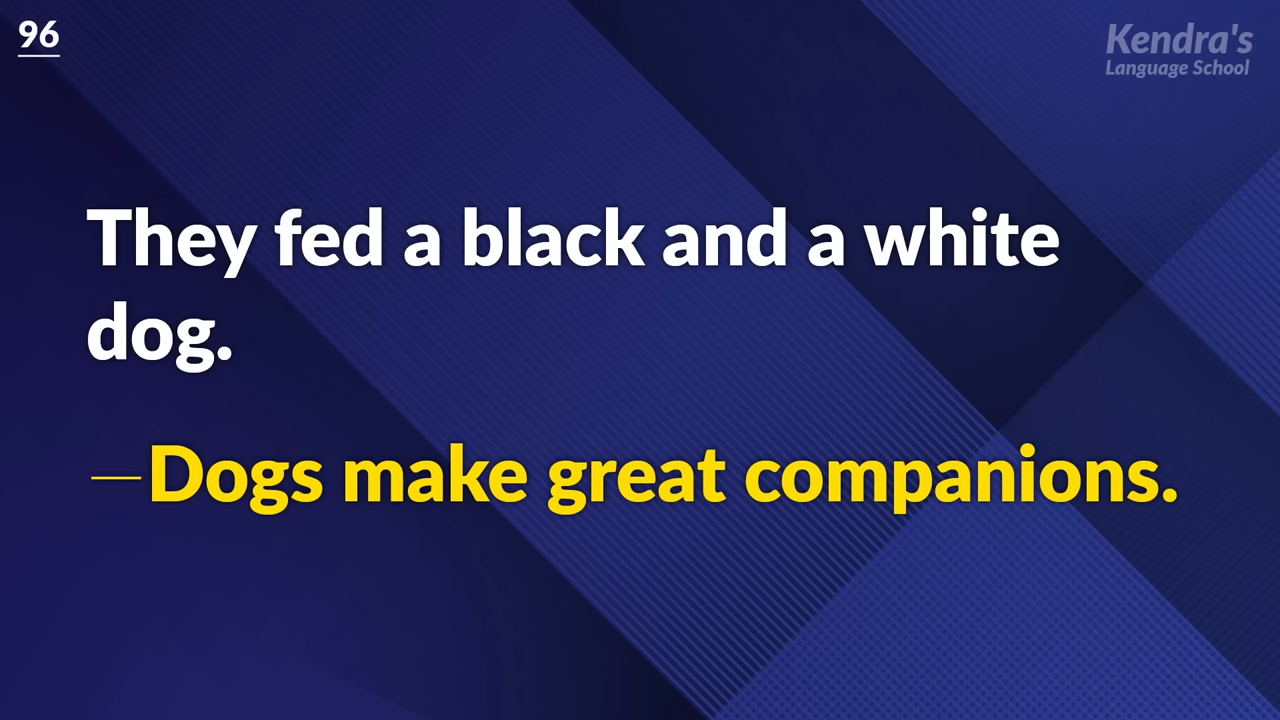 96
Kendra's
Language School
They fed a black and a white
dog.
—Dogs make great companions.